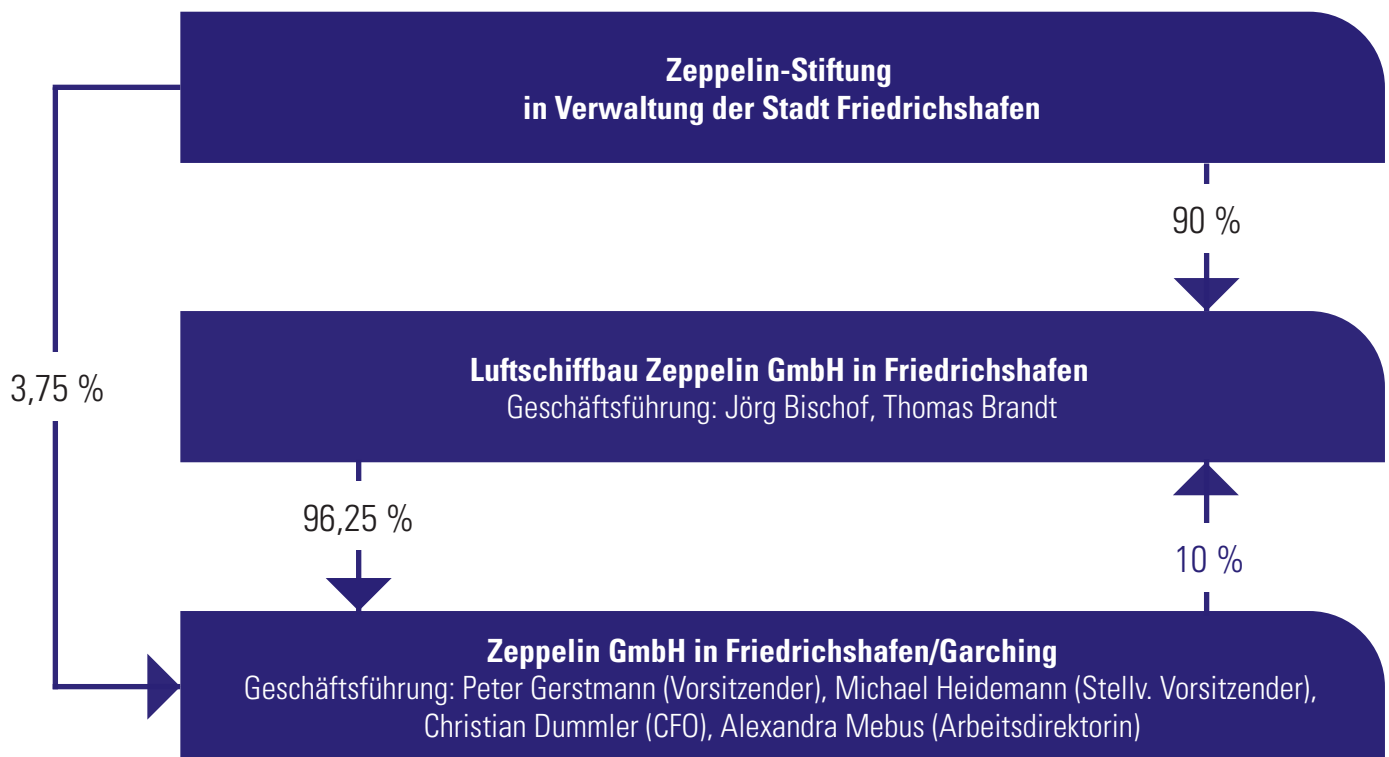 Zeppelin-Stiftung
in Verwaltung der Stadt Friedrichshafen
90 %
Luftschiffbau Zeppelin GmbH in Friedrichshafen
Geschäftsführung: Jörg Bischof, Thomas Brandt
3,75 %
96,25 %
10 %
Zeppelin GmbH in Friedrichshafen/Garching
Geschäftsführung: Peter Gerstmann (Vorsitzender), Michael Heidemann (Stellv. Vorsitzender),
Christian Dummler (CFO), Alexandra Mebus (Arbeitsdirektorin)